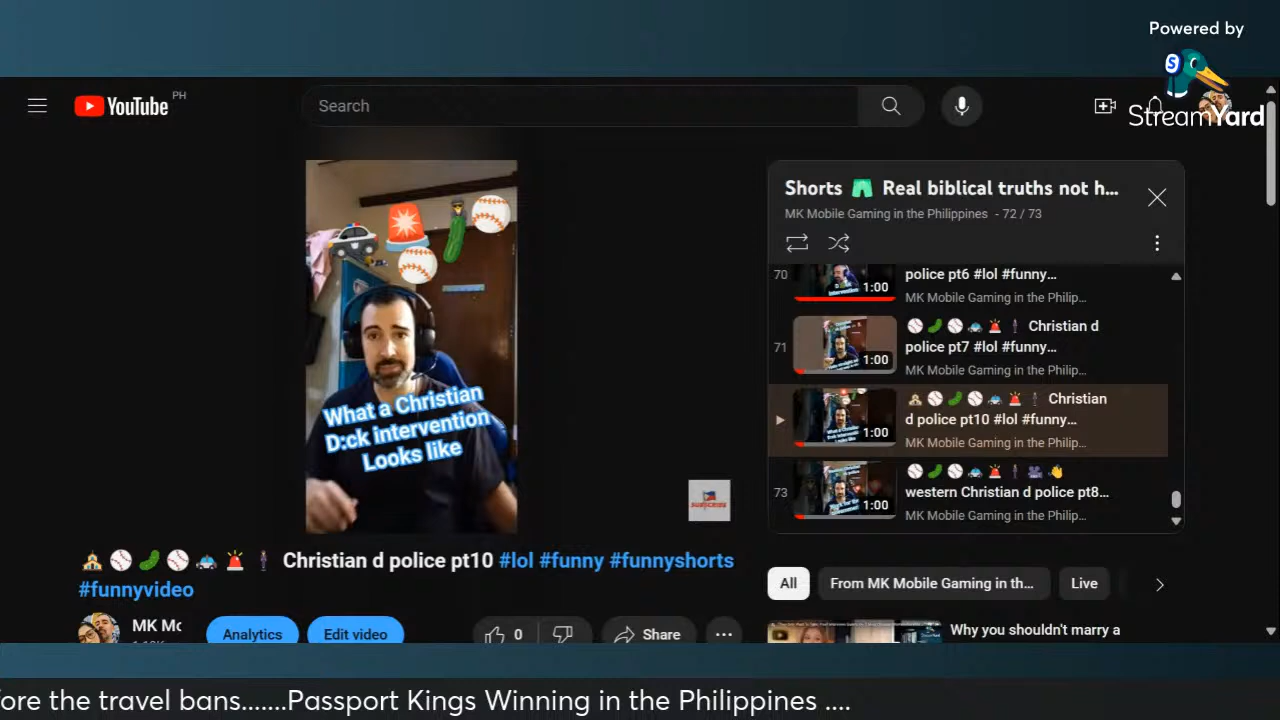 Powered by
StreamYard
YouTube PH
Search
What a Christian
D:ck intervention
Looks like
SUBSCRIBE
Shorts 🩳 Real biblical truths not h...
MK Mobile Gaming in the Philippines - 72 / 73
70
police pt6 #lol #funny...
1:00
MK Mobile Gaming in the Philip...
71
⚾🥒⚾🚓🚨🕴 Christian d
police pt7 #lol #funny...
1:00
MK Mobile Gaming in the Philip...
⛪⚾🥒⚾🚓🚨🕴 Christian
d police pt10 #lol #funny...
1:00
MK Mobile Gaming in the Philip...
73
western Christian d police pt8...
1:00
MK Mobile Gaming in the Philip...
⛪⚾🥒⚾🚓🚨🕴 Christian d police pt10 #lol #funny #funnyshorts
#funnyvideo
MK Mc
Analytics
Edit video
0
Share
All
From MK Mobile Gaming in th...
Live
Why you shouldn't marry a
fore the travel bans.......Passport Kings Winning in the Philippines ....